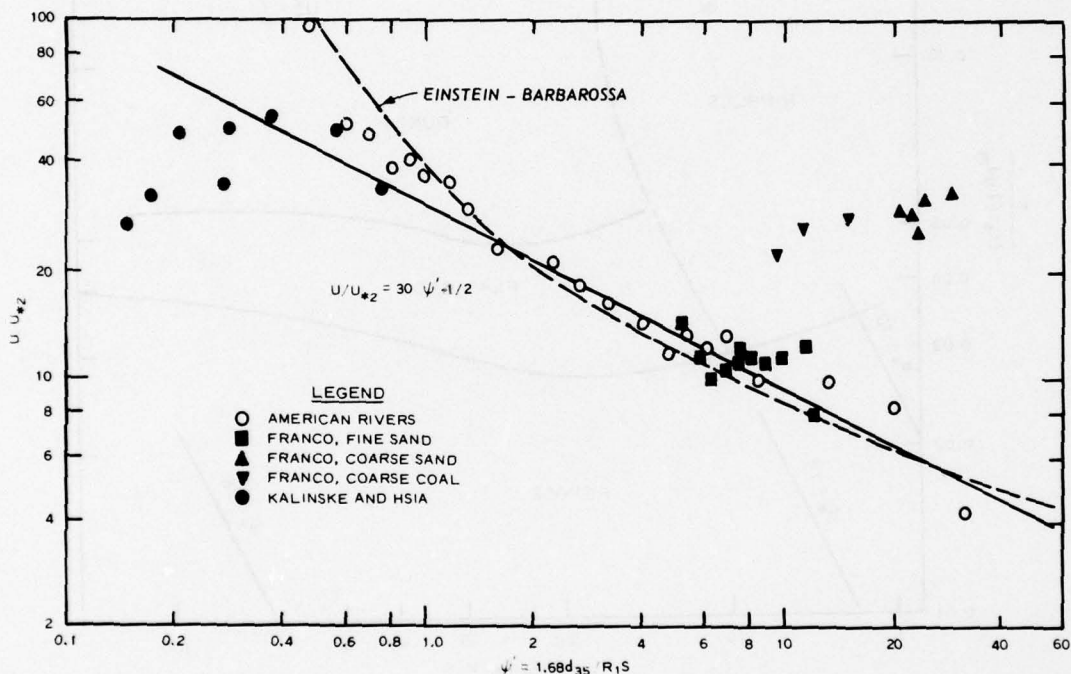 100
80
60
40
20
10
8
6
4
2
U U*2
EINSTEIN - BARBAROSSA
U/U*2 = 30 ψ' -1/2
LEGEND
AMERICAN RIVERS
FRANCO, FINE SAND
FRANCO, COARSE SAND
FRANCO, COARSE COAL
KALINSKE AND HSIA
0.1 0.2 0.4 0.6 0.8 1.0 2 4 6 8 10 20 40 60
ψ' = 1.68d35 R1S